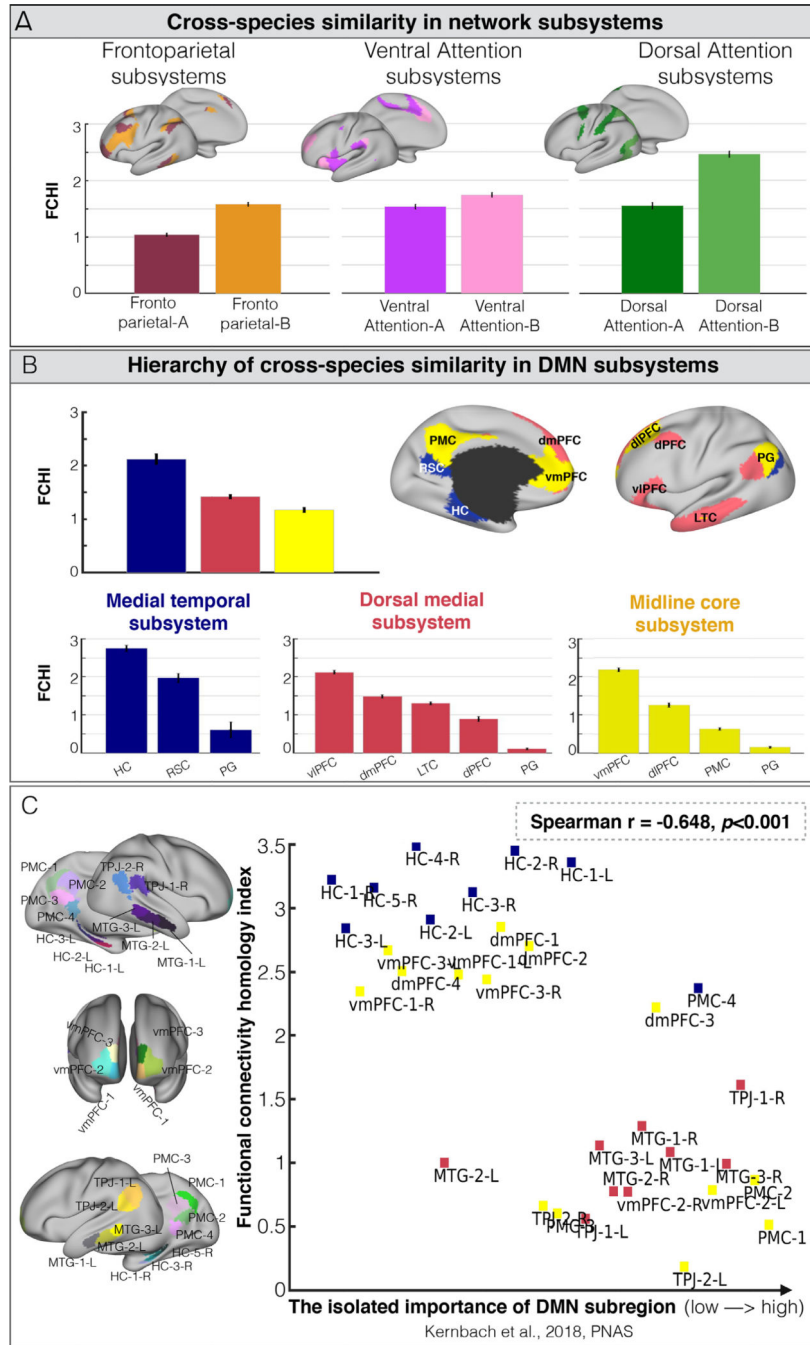 A
Cross-species similarity in network subsystems
Frontoparietal
subsystems
Ventral Attention
subsystems
Dorsal Attention
subsystems
FCHI
3
2
1
0
Fronto
parietal-A
Fronto
parietal-B
Ventral
Attention-A
Ventral
Attention-B
Dorsal
Attention-A
Dorsal
Attention-B
B
Hierarchy of cross-species similarity in DMN subsystems
FCHI
3
2
1
0
PMC
RSC
HC
dmPFC
vmPFC
dlPFC
dPFC
vlPFC
LTC
PG
Medial temporal
subsystem
Dorsal medial
subsystem
Midline core
subsystem
FCHI
3
2
1
0
HC
RSC
PG
3
2
1
0
vlPFC
dmPFC
LTC
dPFC
PG
3
2
1
0
vmPFC
dlPFC
PMC
PG
C
Spearman r = -0.648, p<0.001
PMC-1
PMC-2
PMC-3
PMC-4
TPJ-2-R
TPJ-1-R
HC-3-L
HC-2-L
HC-1-L
MTG-3-L
MTG-2-L
MTG-1-L
vmPFC-3
vmPFC-3
vmPFC-2
vmPFC-2
vmPFC-1
vmPFC-1
PMC-3
TPJ-1-L
PMC-1
TPJ-2-L
PMC-2
MTG-3-L
PMC-4
MTG-2-L
HC-5-R
MTG-1-L
HC-1-R
HC-3-R
Functional connectivity homology index
3.5
3
2.5
2
1.5
1
0.5
0
HC-4-R
HC-2-R
HC-1-L
HC-1-R
HC-5-R
HC-3-R
HC-3-L
HC-2-L
dmPFC-1
dmPFC-2
vmPFC-3-L
vmPFC-1-L
dmPFC-4
vmPFC-3-R
vmPFC-1-R
PMC-4
dmPFC-3
TPJ-1-R
MTG-1-R
MTG-3-L
MTG-1-L
MTG-2-L
MTG-3-R
MTG-2-R
vmPFC-2-R
vmPFC-2-L
PMC-2
TPJ-2-R
PMC-3
TPJ-1-L
PMC-1
TPJ-2-L
The isolated importance of DMN subregion (low —> high)
Kernbach et al., 2018, PNAS